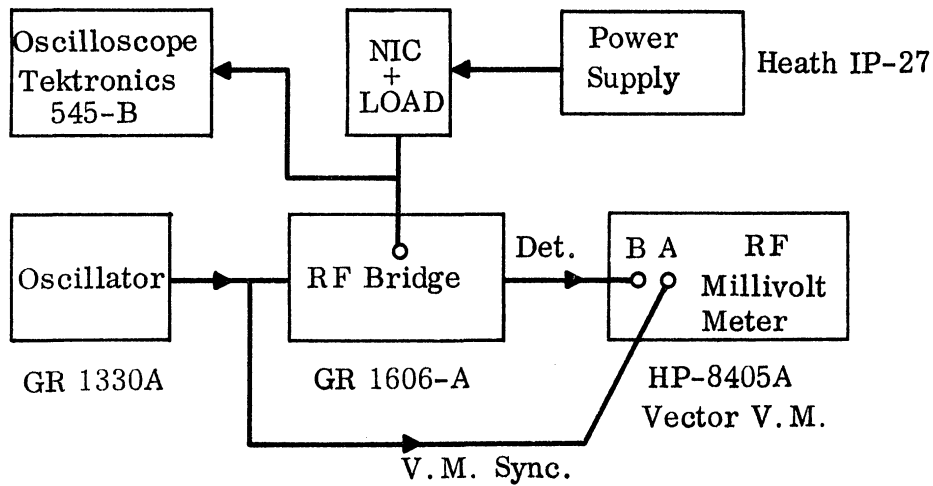 Oscilloscope
Tektronics
545-B
NIC
+
LOAD
Power
Supply
Heath IP-27
Oscillator
GR 1330A
RF Bridge
GR 1606-A
Det.
B A
RF
Millivolt
Meter
HP-8405A
Vector V.M.
V.M. Sync.